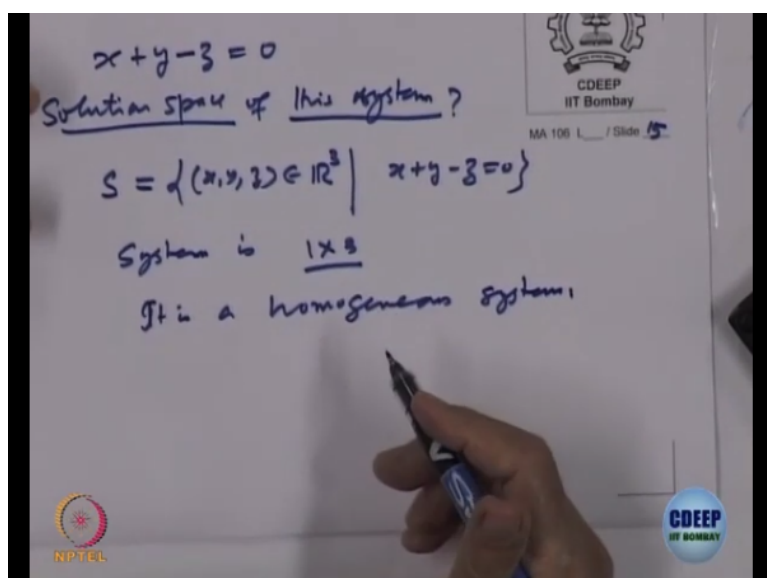 x + y - z = 0
CDEEP
IIT Bombay
Solution space of this system?
MA 106 L___ / Slide 15
S = {(x, y, z) ∈ ℝ³ | x + y - z = 0}
System is 1 x 3
It is a homogeneous system.
NPTEL
CDEEP
IIT BOMBAY